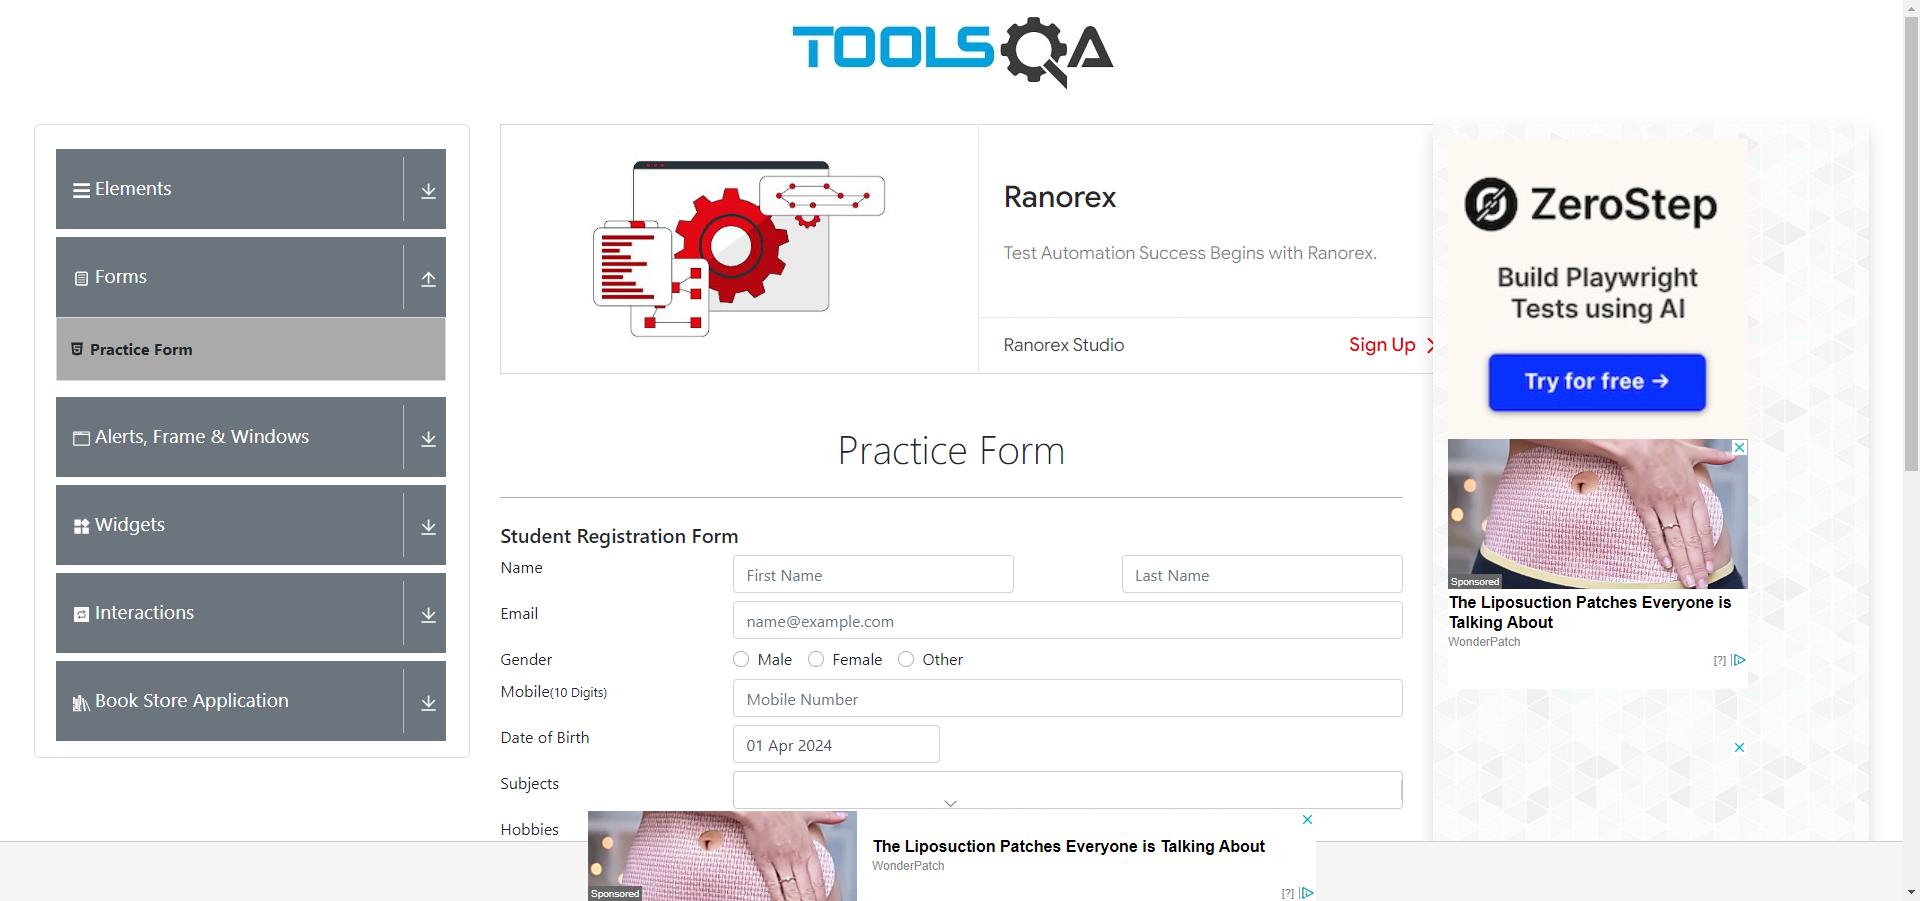 TOOLSQA
Elements
Forms
Practice Form
Alerts, Frame & Windows
Widgets
Interactions
Book Store Application
Ranorex
Test Automation Success Begins with Ranorex.
Ranorex Studio
Sign Up
Practice Form
Student Registration Form
Name
First Name
Last Name
Email
name@example.com
Gender
Male
Female
Other
Mobile(10 Digits)
Mobile Number
Date of Birth
01 Apr 2024
Subjects
Hobbies
ZeroStep
Build Playwright
Tests using AI
Try for free →
Sponsored
The Liposuction Patches Everyone is
Talking About
WonderPatch
[?]
Sponsored
The Liposuction Patches Everyone is Talking About
WonderPatch
[?]